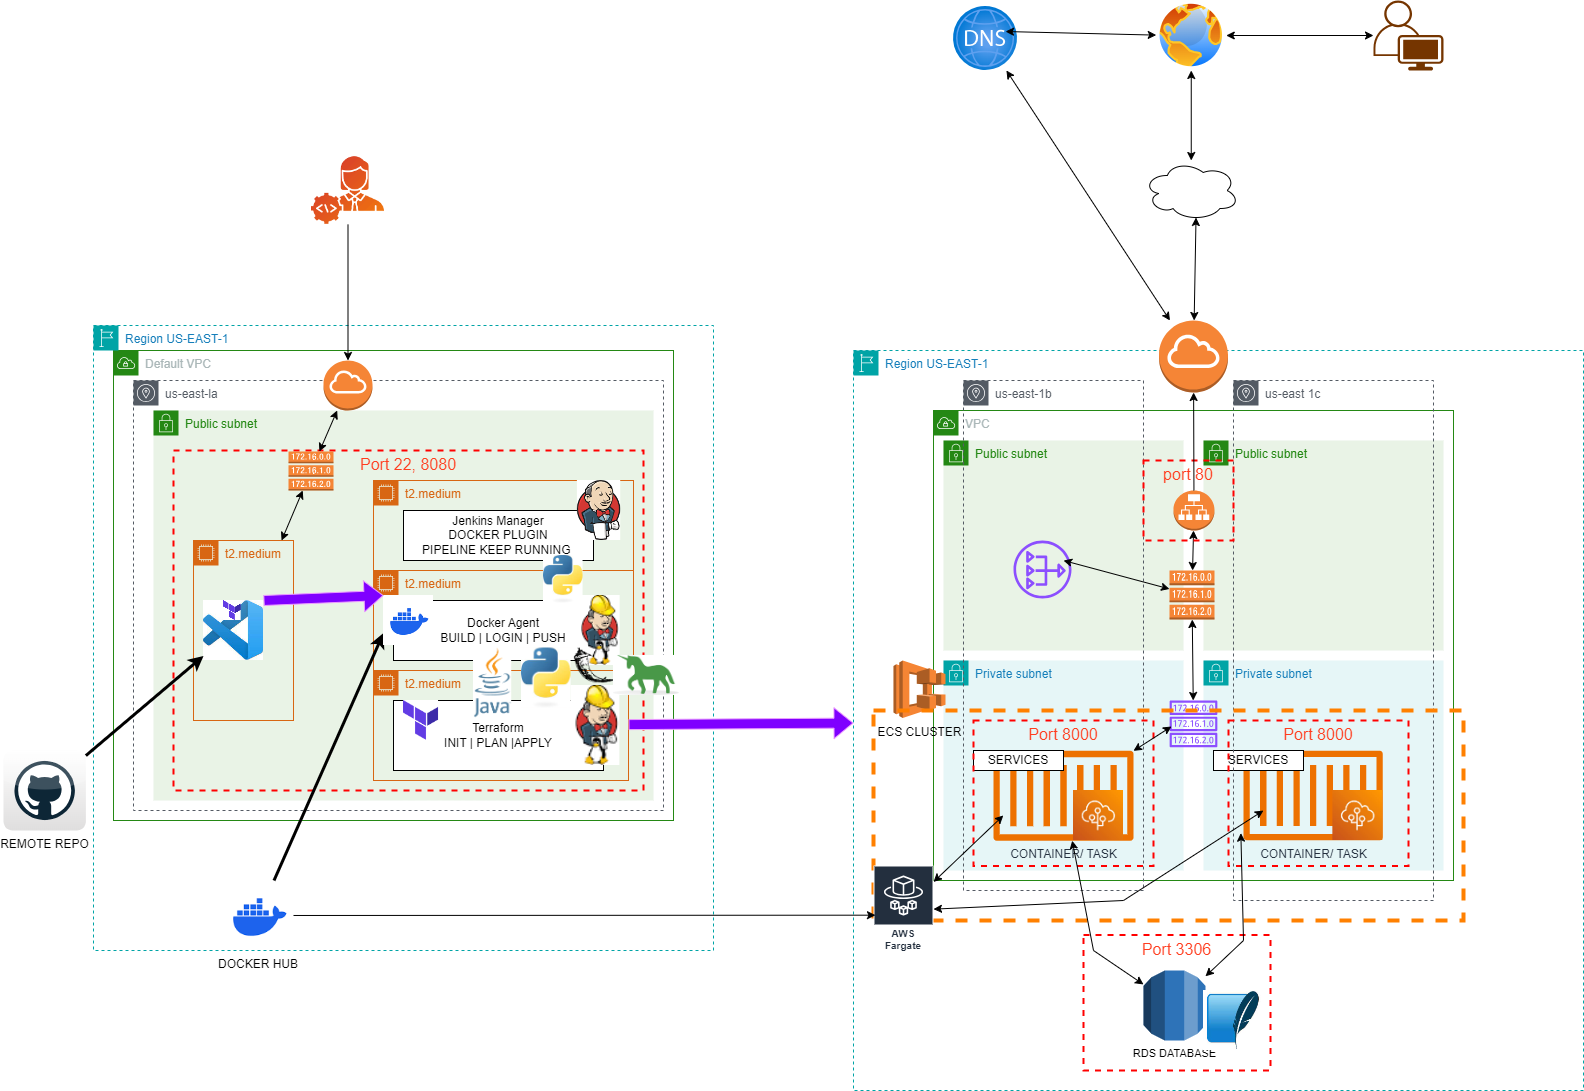 DNS
Region US-EAST-1
Default VPC
us-east-la
Public subnet
172.16.0.0
172.16.1.0
172.16.2.0
Port 22, 8080
t2.medium
Jenkins Manager
DOCKER PLUGIN
PIPELINE KEEP RUNNING
t2.medium
t2.medium
Docker Agent
BUILD | LOGIN | PUSH
t2.medium
Java
Terraform
INIT | PLAN |APPLY
REMOTE REPO
DOCKER HUB
Region US-EAST-1
us-east-1b
us-east 1c
VPC
Public subnet
Public subnet
port 80
172.16.0.0
172.16.1.0
172.16.2.0
Private subnet
Private subnet
172.16.0.0
172.16.1.0
172.16.2.0
ECS CLUSTER
Port 8000
Port 8000
SERVICES
SERVICES
CONTAINER/ TASK
CONTAINER/ TASK
AWS
Fargate
Port 3306
RDS DATABASE